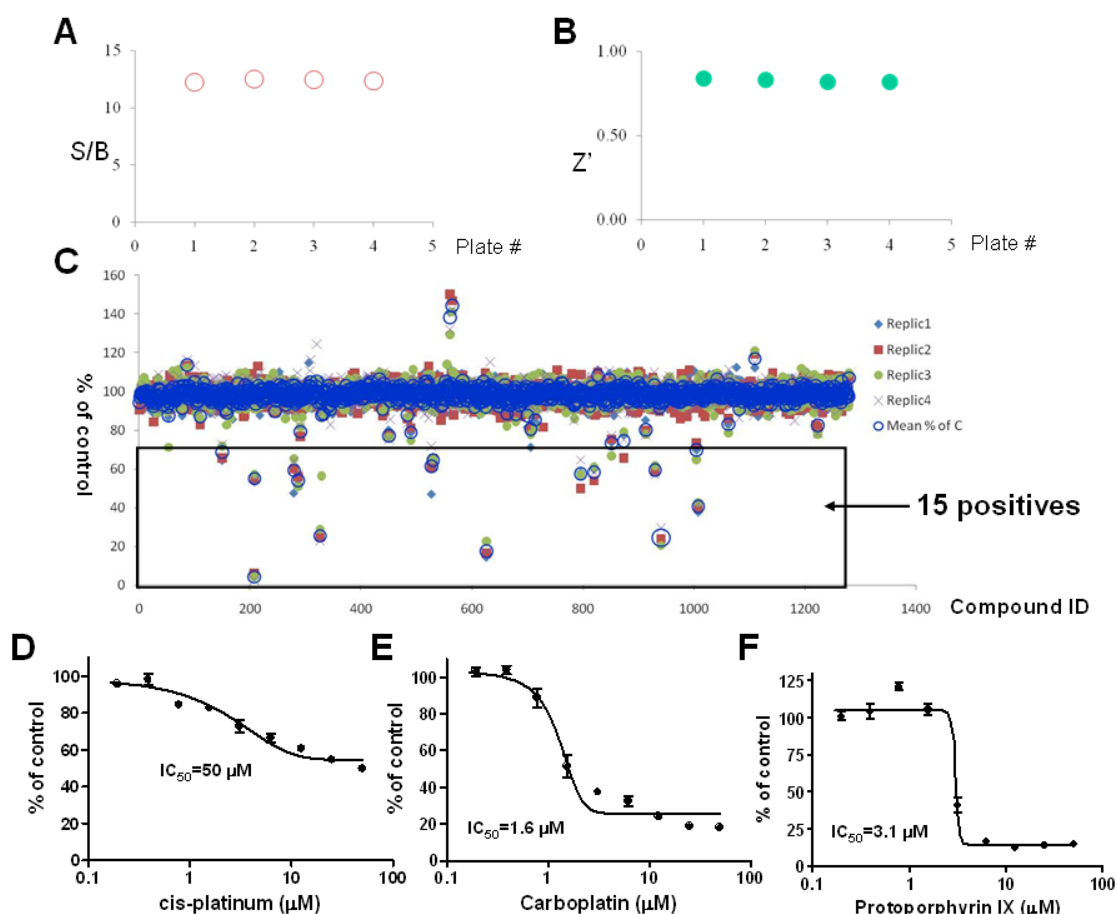 A
15
10
S/B
5
0
0 1 2 3 4 5 Plate #
B
1.00
0.50
Z’
0.00
0 1 2 3 4 5 Plate #
C
160
140
120
100
80
60
40
20
0
% of control
0 200 400 600 800 1000 1200 1400 Compound ID
Replic1
Replic2
Replic3
Replic4
Mean % of C
15 positives
D
100
80
60
40
20
0
% of control
IC50=50 µM
0.1 1 10 100
cis-platinum (µM)
E
100
80
60
40
20
0
% of control
IC50=1.6 µM
0.1 1 10 100
Carboplatin (µM)
F
125
100
75
50
25
0
% of control
IC50=3.1 µM
0.1 1 10 100
Protoporphyrin IX (µM)